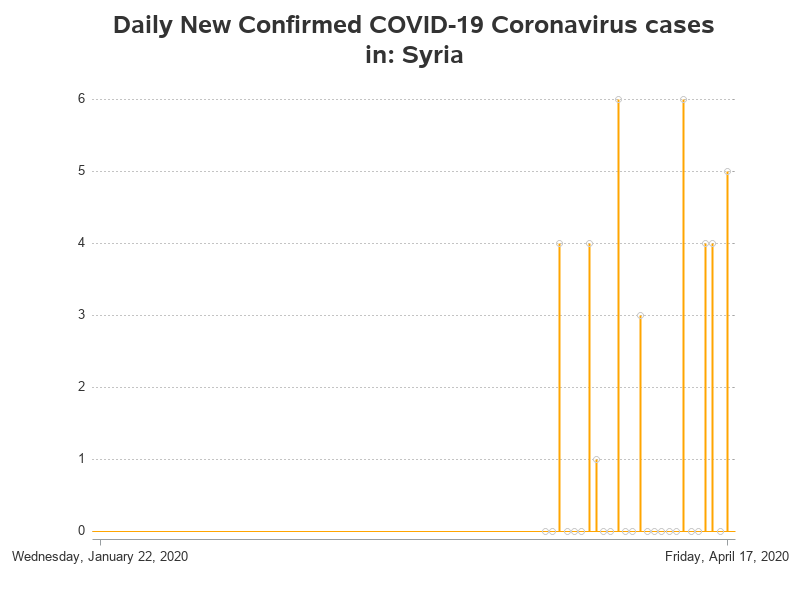 Daily New Confirmed COVID-19 Coronavirus cases
in: Syria
6
5
4
3
2
1
0
Wednesday, January 22, 2020
Friday, April 17, 2020